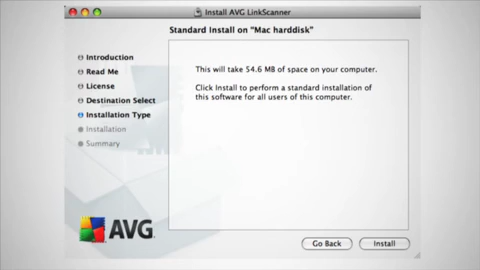 Install AVG LinkScanner
Standard Install on "Mac harddisk"
Introduction
Read Me
License
Destination Select
Installation Type
Installation
Summary
This will take 54.6 MB of space on your computer.
Click Install to perform a standard installation of
this software for all users of this computer.
AVG
Go Back
Install